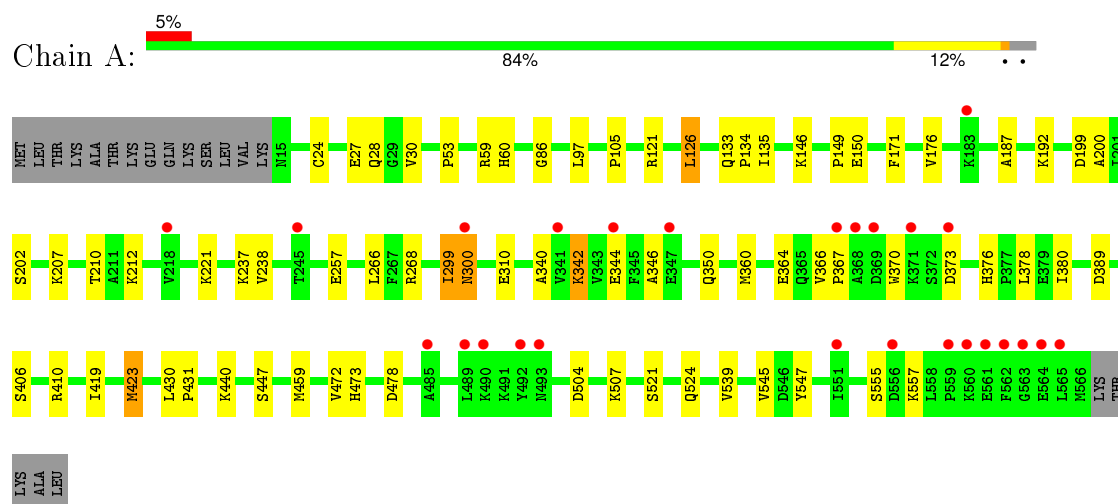 5%
Chain A:
84% 12% • •
MET LEU THR LYS ALA THR LYS GLU GLN LYS SER LEU VAL LYS N15 C24 E27 Q28 G29 V30 P53 R59 H60 G86 L97 P105 R121 L126 Q133 P134 I135 K146 P149 E150 F171 V176 K183 A187 K192 D199 A200 I201
S202 K207 T210 A211 K212 V218 K221 K237 V238 T245 E257 L266 F267 R268 I299 N300 E310 A340 V341 K342 V343 E344 F345 A346 E347 Q350 M360 E364 Q365 V366 P367 A368 D369 W370 K371 S372 D373 H376 P377 L378 E379 I380 D389
S406 R410 I419 M423 L430 P431 K440 S447 M459 V472 H473 D478 A485 L489 K490 K491 Y492 N493 D504 K507 S521 Q524 V539 V545 D546 Y547 I551 S555 D556 K557 L558 P559 K560 E561 F562 G563 E564 L565 M566 LYS THR
LYS ALA LEU